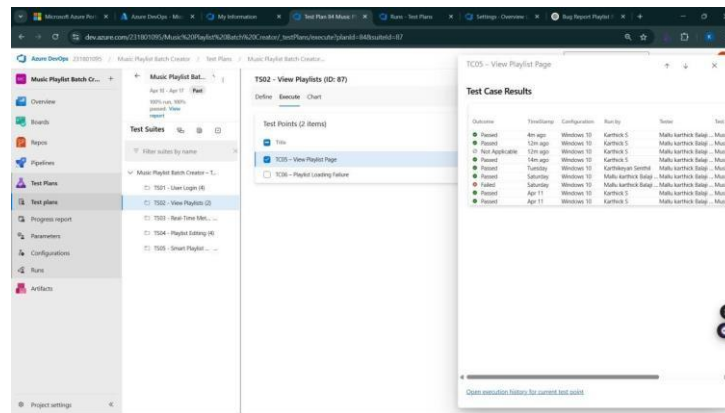 Microsoft Azure Port
Azure DevOps - Mic
My Information
Test Plan 84 Music P
Runs - Test Plans
Settings - Overview
Bug Report Playlist
dev.azure.com/231801095/Music%20Playlist%20Batch%20Creator/_testPlans/execute?planId=84&suiteId=87
Azure DevOps 231801095 / Music Playlist Batch Creator / Test Plans / Music Playlist Batch Creator...
Music Playlist Batch Cr...
Overview
Boards
Repos
Pipelines
Test Plans
Test plans
Progress report
Parameters
Configurations
Runs
Artifacts
Project settings
Music Playlist Bat...
Apr 11 - Apr 17 Past
100% run, 100%
passed. View
report
Test Suites
Filter suites by name
Music Playlist Batch Creator – T...
TS01 - User Login (4)
TS02 - View Playlists (2)
TS03 - Real-Time Met... ...
TS04 - Playlist Editing (4)
TS05 - Smart Playlist ... ...
TS02 - View Playlists (ID: 87)
Define Execute Chart
Test Points (2 items)
Title
TC05 – View Playlist Page
TC06 – Playlist Loading Failure
TC05 – View Playlist Page
Test Case Results
Outcome TimeStamp Configuration Run by Tester Test
Passed 4m ago Windows 10 Karthick S Mallu karthick Balaji ... Mus
Passed 12m ago Windows 10 Karthick S Mallu karthick Balaji ... Mus
Not Applicable 12m ago Windows 10 Karthick S Mallu karthick Balaji ... Mus
Passed 14m ago Windows 10 Karthick S Mallu karthick Balaji ... Mus
Passed Tuesday Windows 10 Karthikeyan Senthil Mallu karthick Balaji ... Mus
Passed Saturday Windows 10 Mallu karthick Balaji ... Mallu karthick Balaji ... Mus
Failed Saturday Windows 10 Mallu karthick Balaji ... Mallu karthick Balaji ... Mus
Passed Apr 11 Windows 10 Karthick S Mallu karthick Balaji ... Mus
Passed Apr 11 Windows 10 Karthick S Mallu karthick Balaji ... Mus
Open execution history for current test point